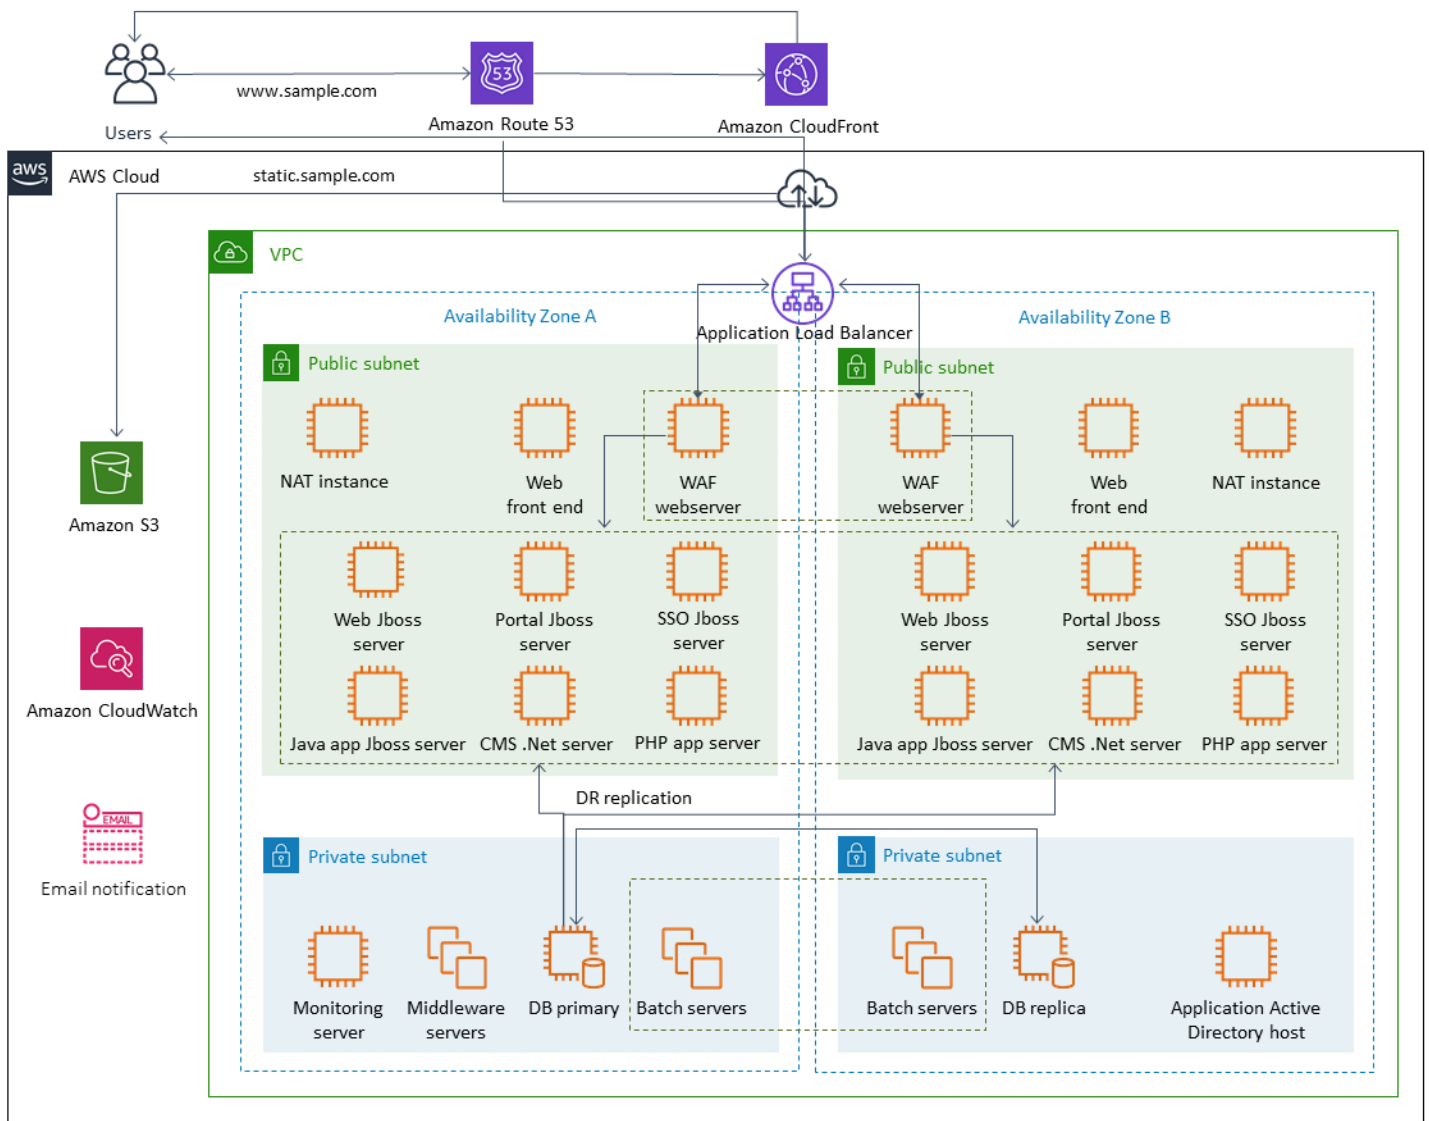 53
www.sample.com
Amazon Route 53
Amazon CloudFront
Users
aws
AWS Cloud
static.sample.com
VPC
Availability Zone A
Application Load Balancer
Availability Zone B
Public subnet
Public subnet
NAT instance
Web
front end
WAF
webserver
WAF
webserver
Web
front end
NAT instance
Amazon S3
Web Jboss
server
Portal Jboss
server
SSO Jboss
server
Web Jboss
server
Portal Jboss
server
SSO Jboss
server
Amazon CloudWatch
Java app Jboss server
CMS .Net server
PHP app server
Java app Jboss server
CMS .Net server
PHP app server
DR replication
EMAIL
Email notification
Private subnet
Private subnet
Monitoring
server
Middleware
servers
DB primary
Batch servers
Batch servers
DB replica
Application Active
Directory host